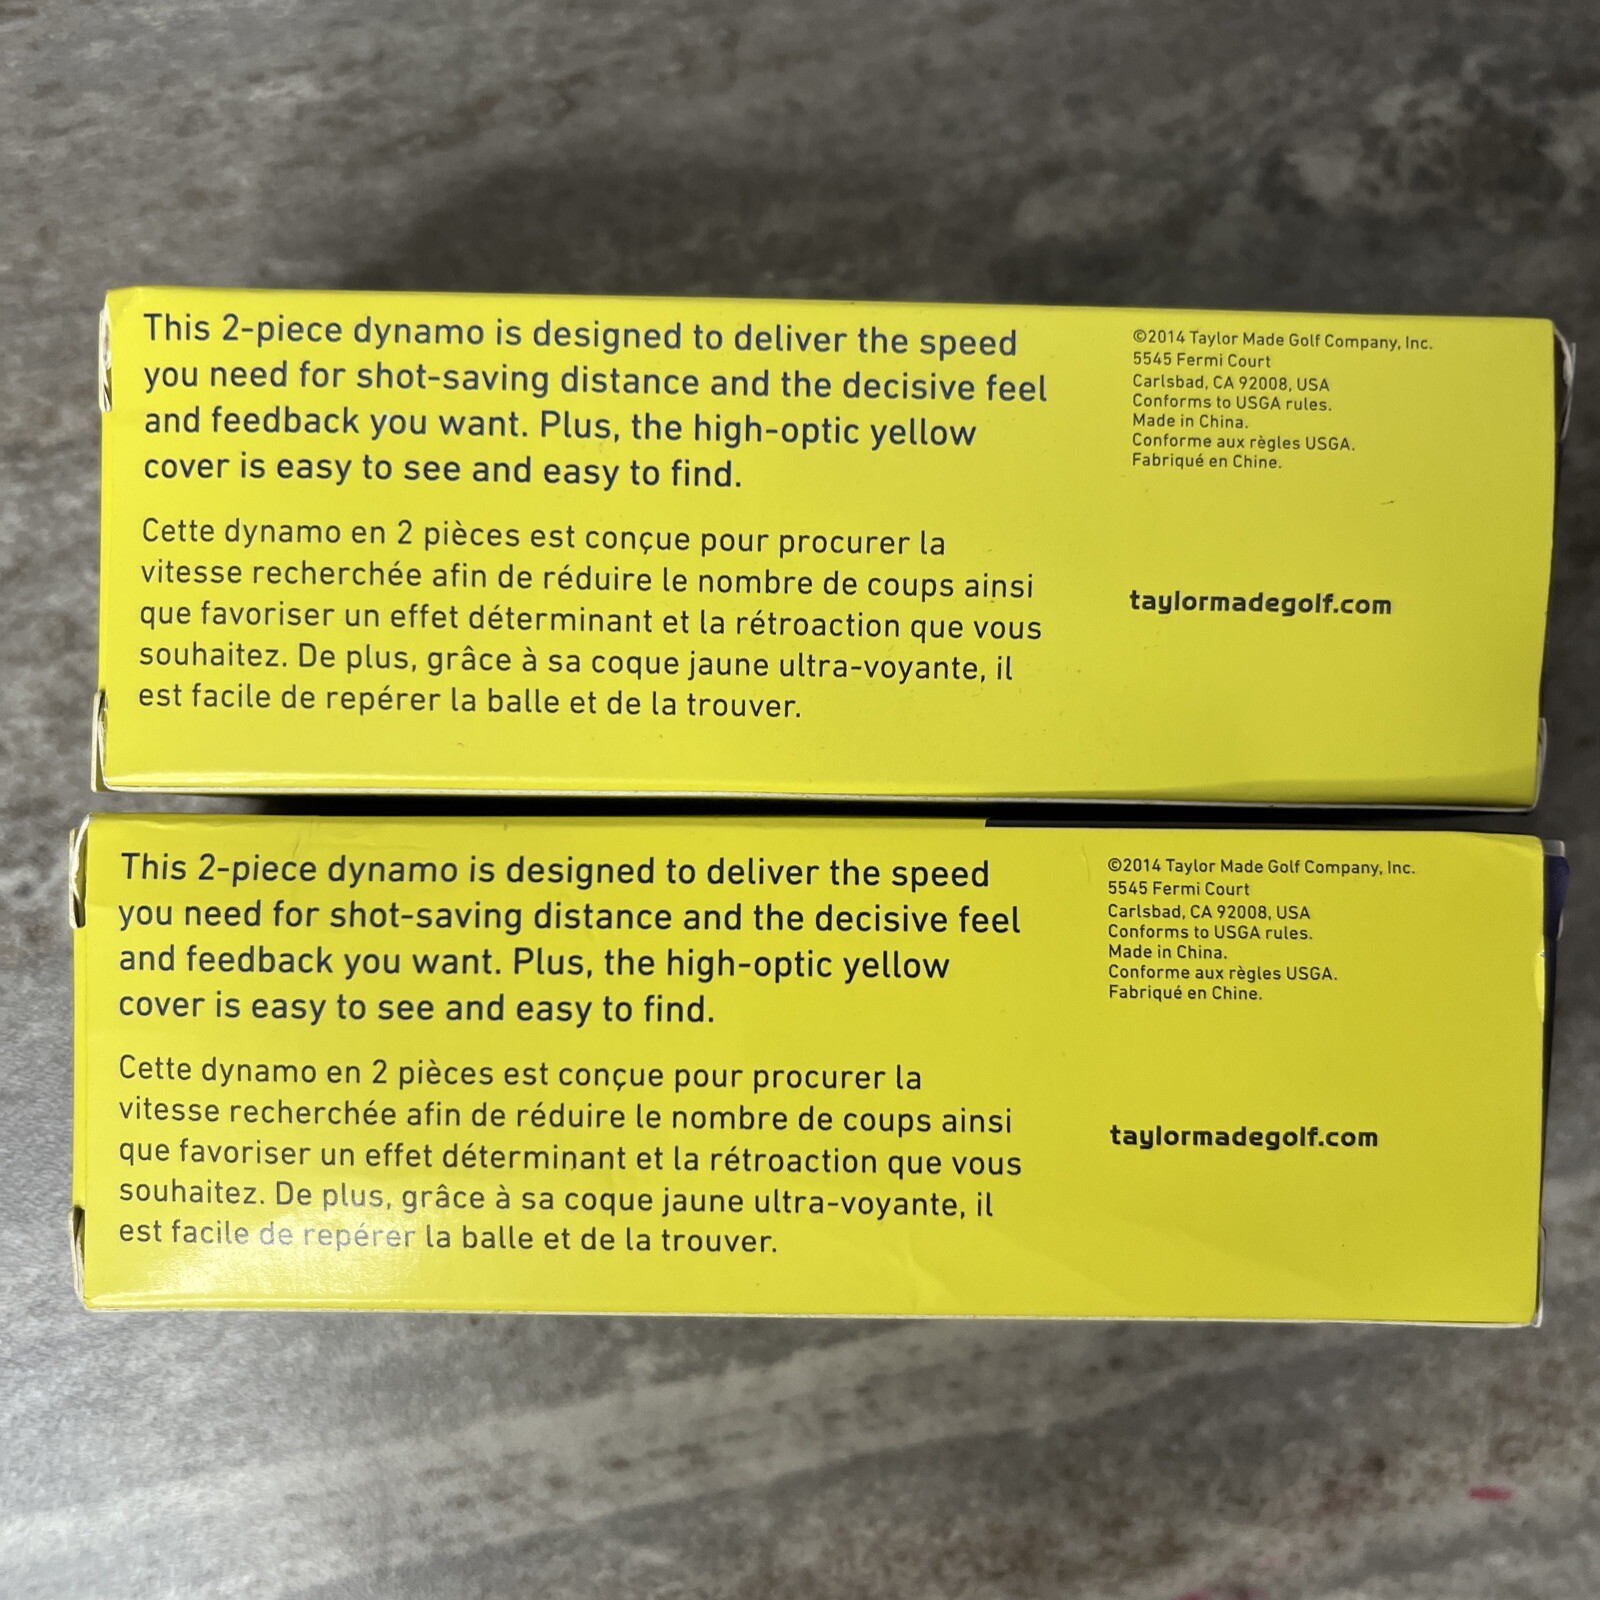 This 2-piece dynamo is designed to deliver the speed
you need for shot-saving distance and the decisive feel
and feedback you want. Plus, the high-optic yellow
cover is easy to see and easy to find.
Cette dynamo en 2 pièces est conçue pour procurer la
vitesse recherchée afin de réduire le nombre de coups ainsi
que favoriser un effet déterminant et la rétroaction que vous
souhaitez. De plus, grâce à sa coque jaune ultra-voyante, il
est facile de repérer la balle et de la trouver.
©2014 Taylor Made Golf Company, Inc.
5545 Fermi Court
Carlsbad, CA 92008, USA
Conforms to USGA rules.
Made in China.
Conforme aux règles USGA.
Fabriqué en Chine.
taylormadegolf.com
This 2-piece dynamo is designed to deliver the speed
you need for shot-saving distance and the decisive feel
and feedback you want. Plus, the high-optic yellow
cover is easy to see and easy to find.
Cette dynamo en 2 pièces est conçue pour procurer la
vitesse recherchée afin de réduire le nombre de coups ainsi
que favoriser un effet déterminant et la rétroaction que vous
souhaitez. De plus, grâce à sa coque jaune ultra-voyante, il
est facile de repérer la balle et de la trouver.
©2014 Taylor Made Golf Company, Inc.
5545 Fermi Court
Carlsbad, CA 92008, USA
Conforms to USGA rules.
Made in China.
Conforme aux règles USGA.
Fabriqué en Chine.
taylormadegolf.com